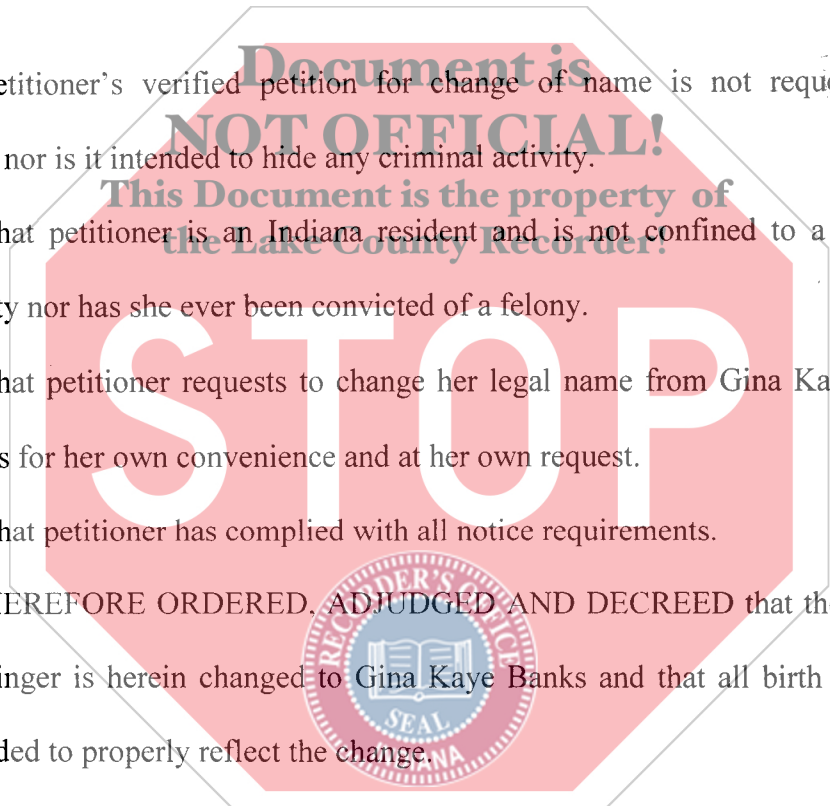 Document is
etitioner's verified petition for change of name is not requ
NOT OFFICIAL!
nor is it intended to hide any criminal activity.
This Document is the property of
hat petitioner is an Indiana resident and is not confined to a
the Lake County Recorder!
ty nor has she ever been convicted of a felony.
STOP
hat petitioner requests to change her legal name from Gina Ka
s for her own convenience and at her own request.
hat petitioner has complied with all notice requirements.
EREFORE ORDERED, ADJUDGED AND DECREED that th
inger is herein changed to Gina Kaye Banks and that all birth
ded to properly reflect the change.
RECORDER'S OFFICE
SEAL
INDIANA